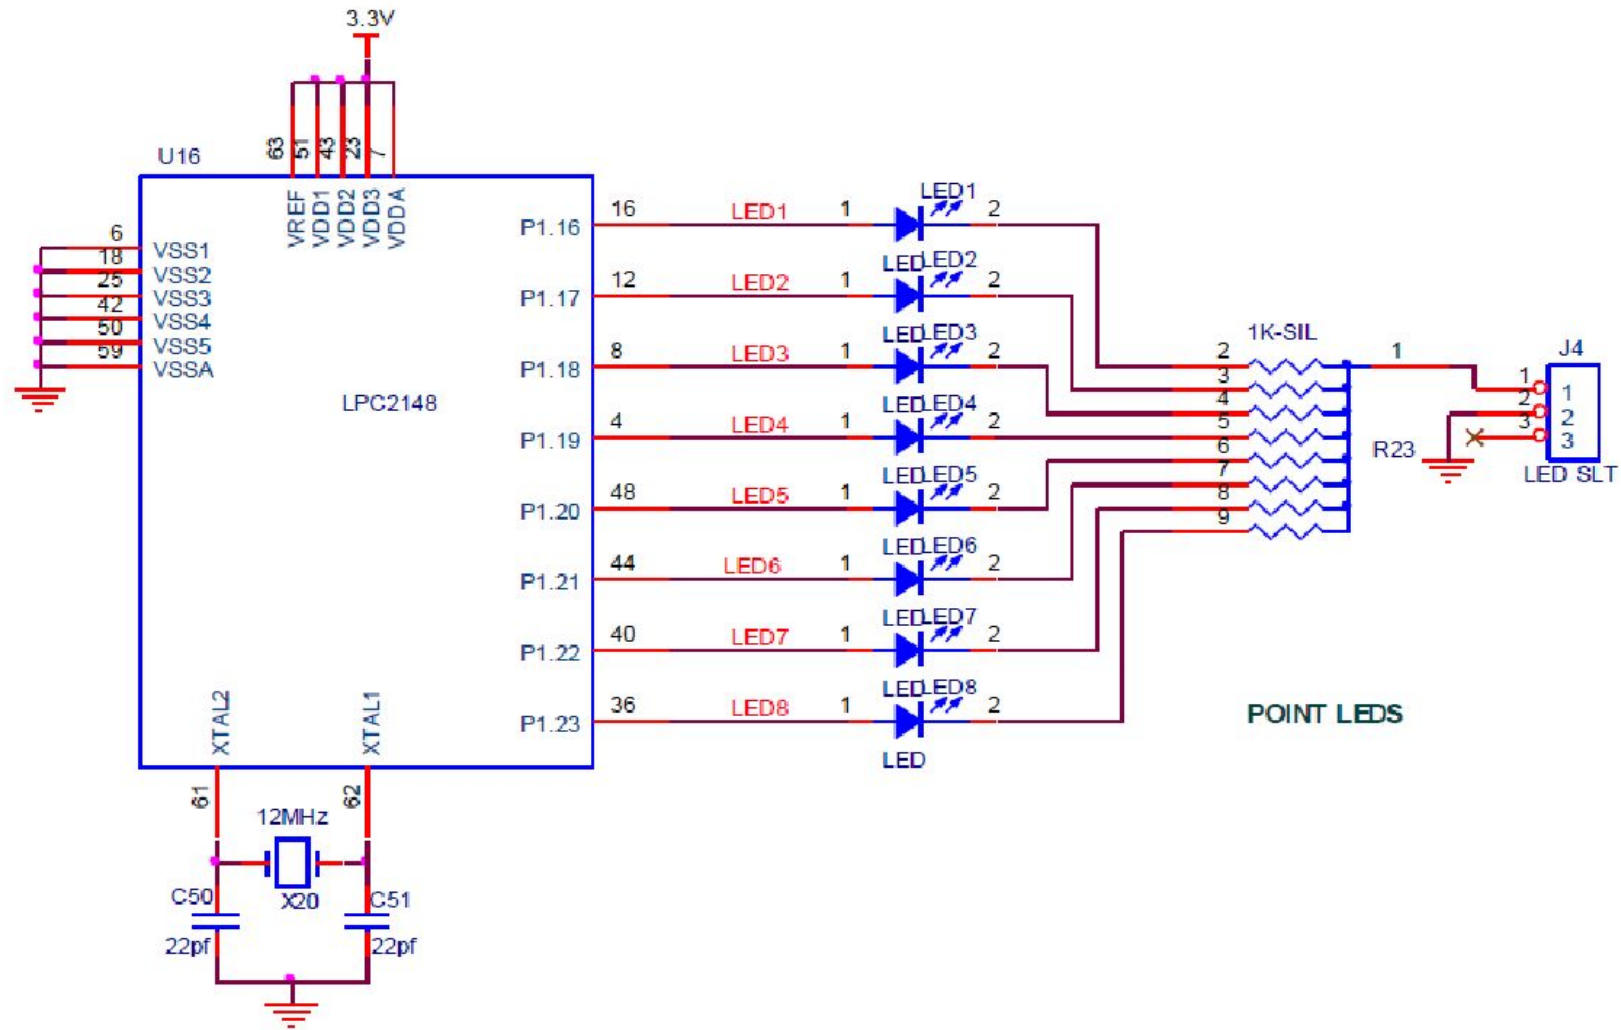 3.3V
63 51 43 23 7
U16
VREF VDD1 VDD2 VDD3 VDDA
6 VSS1
18 VSS2
25 VSS3
42 VSS4
50 VSS5
59 VSSA
LPC2148
P1.16 16 LED1 1 LED1 2
LED
P1.17 12 LED2 1 LED2 2
LED
P1.18 8 LED3 1 LED3 2
LED
P1.19 4 LED4 1 LED4 2
LED
P1.20 48 LED5 1 LED5 2
LED
P1.21 44 LED6 1 LED6 2
LED
P1.22 40 LED7 1 LED7 2
LED
P1.23 36 LED8 1 LED8 2
LED
1K-SIL
2
3
4
5
6
7
8
9
1
R23
J4
1 1
2 2
3 3
LED SLT
POINT LEDS
XTAL2 XTAL1
61 62
12MHz
X20
C50 C51
22pf 22pf